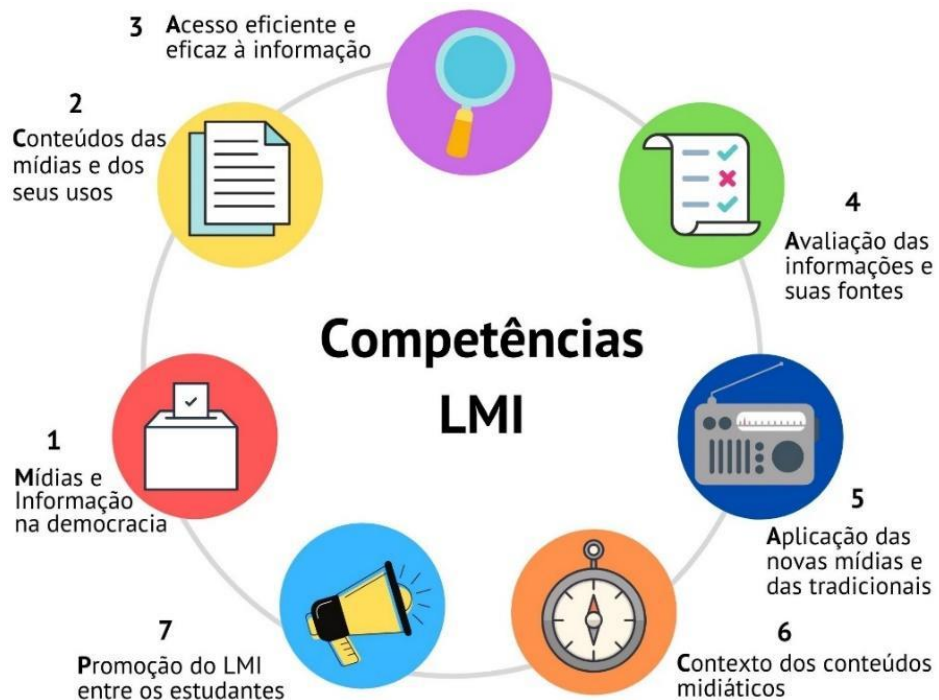 3 Acesso eficiente e
eficaz à informação
2
Conteúdos das
mídias e dos
seus usos
4
Avaliação das
informações e
suas fontes
Competências
LMI
1
Mídias e
Informação
na democracia
5
Aplicação das
novas mídias e
das tradicionais
7
Promoção do LMI
entre os estudantes
6
Contexto dos conteúdos
midiáticos